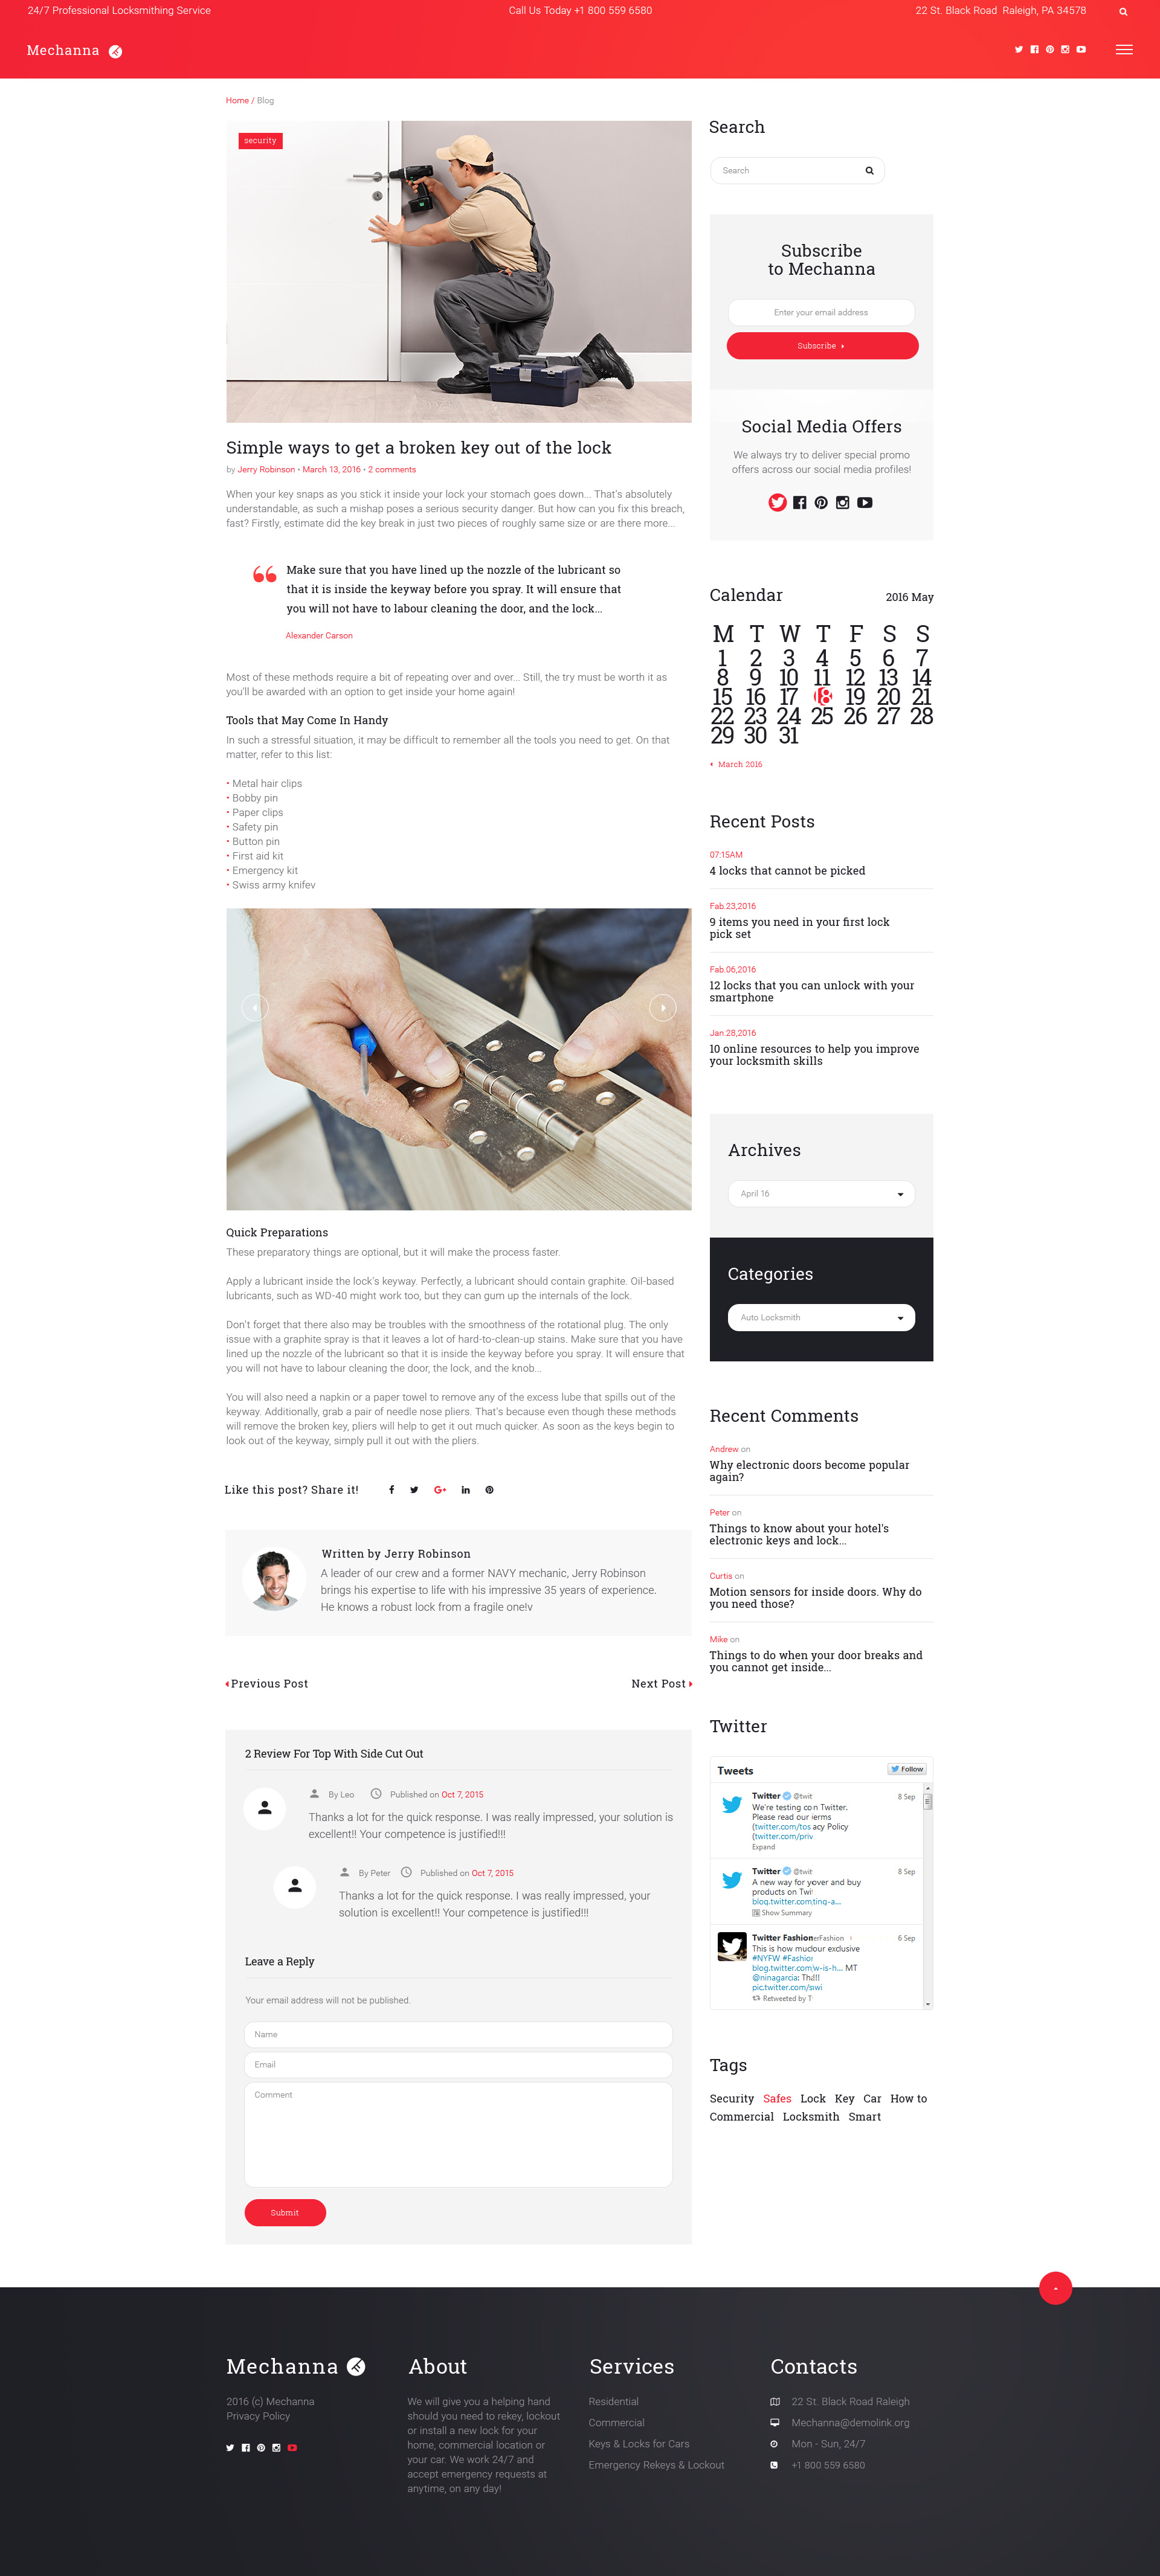 24/7 Professional Locksmithing Service
Call Us Today +1 800 559 6580
22 St. Black Road Raleigh, PA 34578
Mechanna
Home / Blog
security
Simple ways to get a broken key out of the lock
by Jerry Robinson • March 13, 2016 • 2 comments
When your key snaps as you stick it inside your lock your stomach goes down... That's absolutely
understandable, as such a mishap poses a serious security danger. But how can you fix this breach,
fast? Firstly, estimate did the key break in just two pieces of roughly same size or are there more...
Make sure that you have lined up the nozzle of the lubricant so
that it is inside the keyway before you spray. It will ensure that
you will not have to labour cleaning the door, and the lock...
Alexander Carson
Most of these methods require a bit of repeating over and over... Still, the try must be worth it as
you'll be awarded with an option to get inside your home again!
Tools that May Come In Handy
In such a stressful situation, it may be difficult to remember all the tools you need to get. On that
matter, refer to this list:
• Metal hair clips
• Bobby pin
• Paper clips
• Safety pin
• Button pin
• First aid kit
• Emergency kit
• Swiss army knifev
Quick Preparations
These preparatory things are optional, but it will make the process faster.
Apply a lubricant inside the lock's keyway. Perfectly, a lubricant should contain graphite. Oil-based
lubricants, such as WD-40 might work too, but they can gum up the internals of the lock.
Don't forget that there also may be troubles with the smoothness of the rotational plug. The only
issue with a graphite spray is that it leaves a lot of hard-to-clean-up stains. Make sure that you have
lined up the nozzle of the lubricant so that it is inside the keyway before you spray. It will ensure that
you will not have to labour cleaning the door, the lock, and the knob...
You will also need a napkin or a paper towel to remove any of the excess lube that spills out of the
keyway. Additionally, grab a pair of needle nose pliers. That's because even though these methods
will remove the broken key, pliers will help to get it out much quicker. As soon as the keys begin to
look out of the keyway, simply pull it out with the pliers.
Like this post? Share it!
Written by Jerry Robinson
A leader of our crew and a former NAVY mechanic, Jerry Robinson
brings his expertise to life with his impressive 35 years of experience.
He knows a robust lock from a fragile one!v
Previous Post
Next Post
2 Review For Top With Side Cut Out
By Leo Published on Oct 7, 2015
Thanks a lot for the quick response. I was really impressed, your solution is
excellent!! Your competence is justified!!!
By Peter Published on Oct 7, 2015
Thanks a lot for the quick response. I was really impressed, your
solution is excellent!! Your competence is justified!!!
Leave a Reply
Your email address will not be published.
Name
Email
Comment
Submit
Search
Search
Subscribe
to Mechanna
Enter your email address
Subscribe
Social Media Offers
We always try to deliver special promo
offers across our social media profiles!
Calendar
2016 May
M T W T F S S
1 2 3 4 5 6 7
8 9 10 11 12 13 14
15 16 17 18 19 20 21
22 23 24 25 26 27 28
29 30 31
March 2016
Recent Posts
07:15AM
4 locks that cannot be picked
Fab.23,2016
9 items you need in your first lock
pick set
Fab.06,2016
12 locks that you can unlock with your
smartphone
Jan.28,2016
10 online resources to help you improve
your locksmith skills
Archives
April 16
Categories
Auto Locksmith
Recent Comments
Andrew on
Why electronic doors become popular
again?
Peter on
Things to know about your hotel's
electronic keys and lock...
Curtis on
Motion sensors for inside doors. Why do
you need those?
Mike on
Things to do when your door breaks and
you cannot get inside...
Twitter
Tweets
Follow
Twitter @twit 8 Sep
We're testing con Twitter.
Please read our
(twitter.com/tos acy Policy
(twitter.com/priv
Expand
Twitter @twit 8 Sep
A new way for and buy
products on
blog.twitter.com
Show Summary
Twitter Fashion 6 Sep
This is how exclusive
#NYFW
MT
@ninagarcia:
Retweeted by T
Tags
Security Safes Lock Key Car How to
Commercial Locksmith Smart
Mechanna
2016 (c) Mechanna
Privacy Policy
About
We will give you a helping hand
should you need to rekey, lockout
or install a new lock for your
home, commercial location or
your car. We work 24/7 and
accept emergency requests at
anytime, on any day!
Services
Residential
Commercial
Keys & Locks for Cars
Emergency Rekeys & Lockout
Contacts
22 St. Black Road Raleigh
Mechanna@demolink.org
Mon - Sun, 24/7
+1 800 559 6580